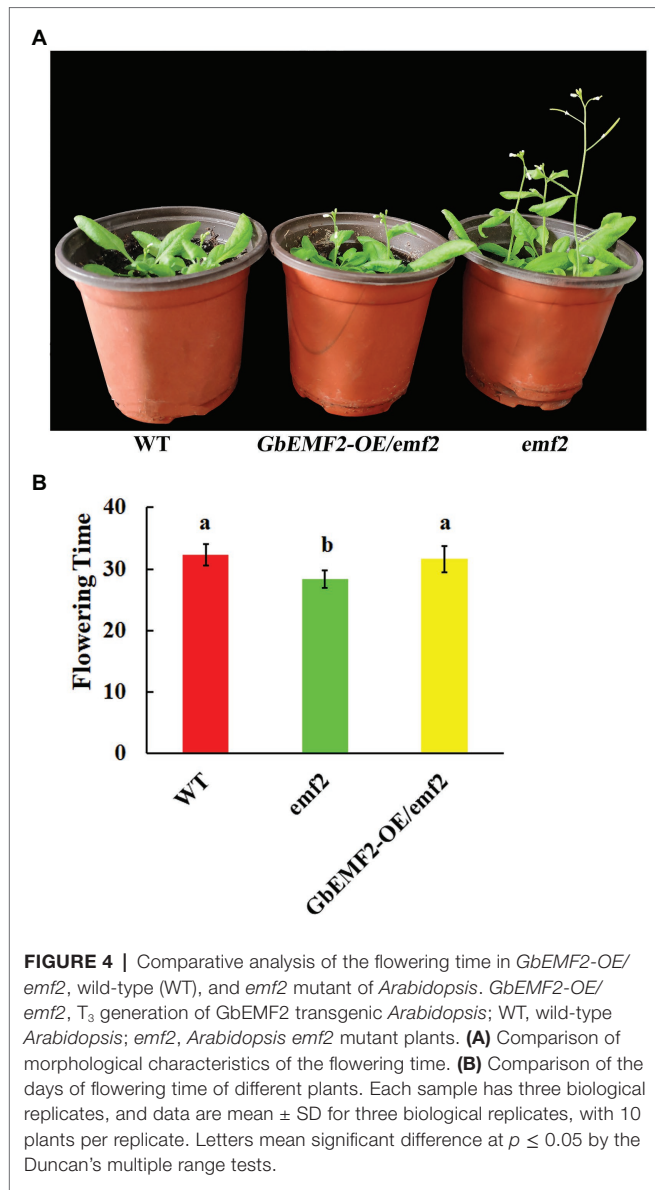 A
WT GbEMF2-OE/emf2 emf2
B
40
30
20
10
0
Flowering Time
a b a
WT emf2 GbEMF2-OE/emf2
FIGURE 4 | Comparative analysis of the flowering time in GbEMF2-OE/
emf2, wild-type (WT), and emf2 mutant of Arabidopsis. GbEMF2-OE/
emf2, T₃ generation of GbEMF2 transgenic Arabidopsis; WT, wild-type
Arabidopsis; emf2, Arabidopsis emf2 mutant plants. (A) Comparison of
morphological characteristics of the flowering time. (B) Comparison of the
days of flowering time of different plants. Each sample has three biological
replicates, and data are mean ± SD for three biological replicates, with 10
plants per replicate. Letters mean significant difference at p ≤ 0.05 by the
Duncan's multiple range tests.